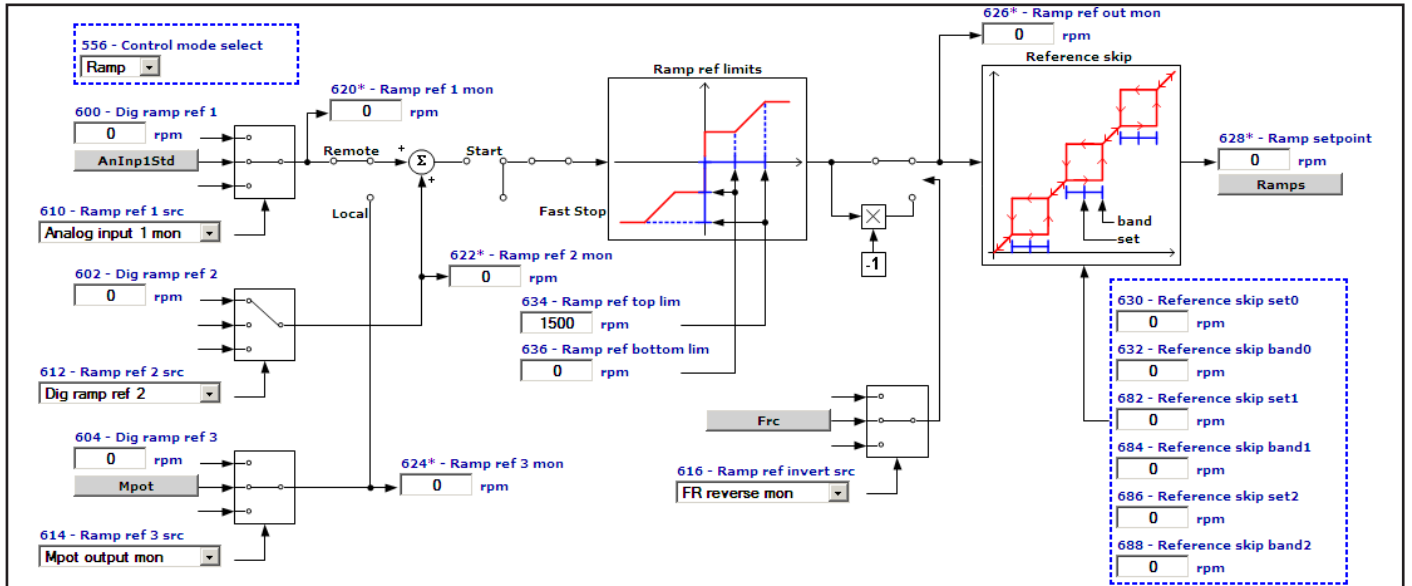 556 - Control mode select
Ramp
600 - Dig ramp ref 1
0 rpm
AnInp1Std
610 - Ramp ref 1 src
Analog input 1 mon
620* - Ramp ref 1 mon
0 rpm
Remote
Local
+
Σ
+
Start
Fast Stop
602 - Dig ramp ref 2
0 rpm
612 - Ramp ref 2 src
Dig ramp ref 2
622* - Ramp ref 2 mon
0 rpm
604 - Dig ramp ref 3
0 rpm
Mpot
614 - Ramp ref 3 src
Mpot output mon
624* - Ramp ref 3 mon
0 rpm
Ramp ref limits
634 - Ramp ref top lim
1500 rpm
636 - Ramp ref bottom lim
0 rpm
×
-1
Frc
616 - Ramp ref invert src
FR reverse mon
626* - Ramp ref out mon
0 rpm
Reference skip
band
set
628* - Ramp setpoint
0 rpm
Ramps
630 - Reference skip set0
0 rpm
632 - Reference skip band0
0 rpm
682 - Reference skip set1
0 rpm
684 - Reference skip band1
0 rpm
686 - Reference skip set2
0 rpm
688 - Reference skip band2
0 rpm